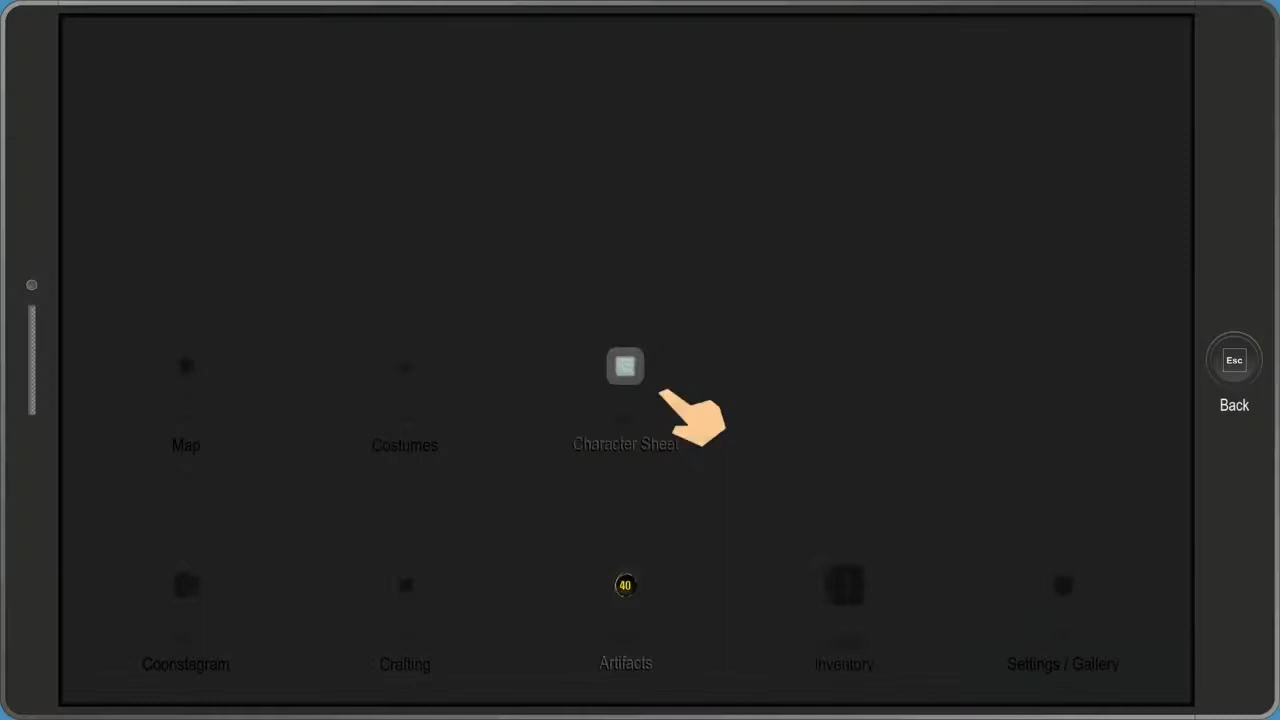 Esc
Back
Map
Costumes
Character Sheet
40
Coonstagram
Crafting
Artifacts
Inventory
Settings / Gallery